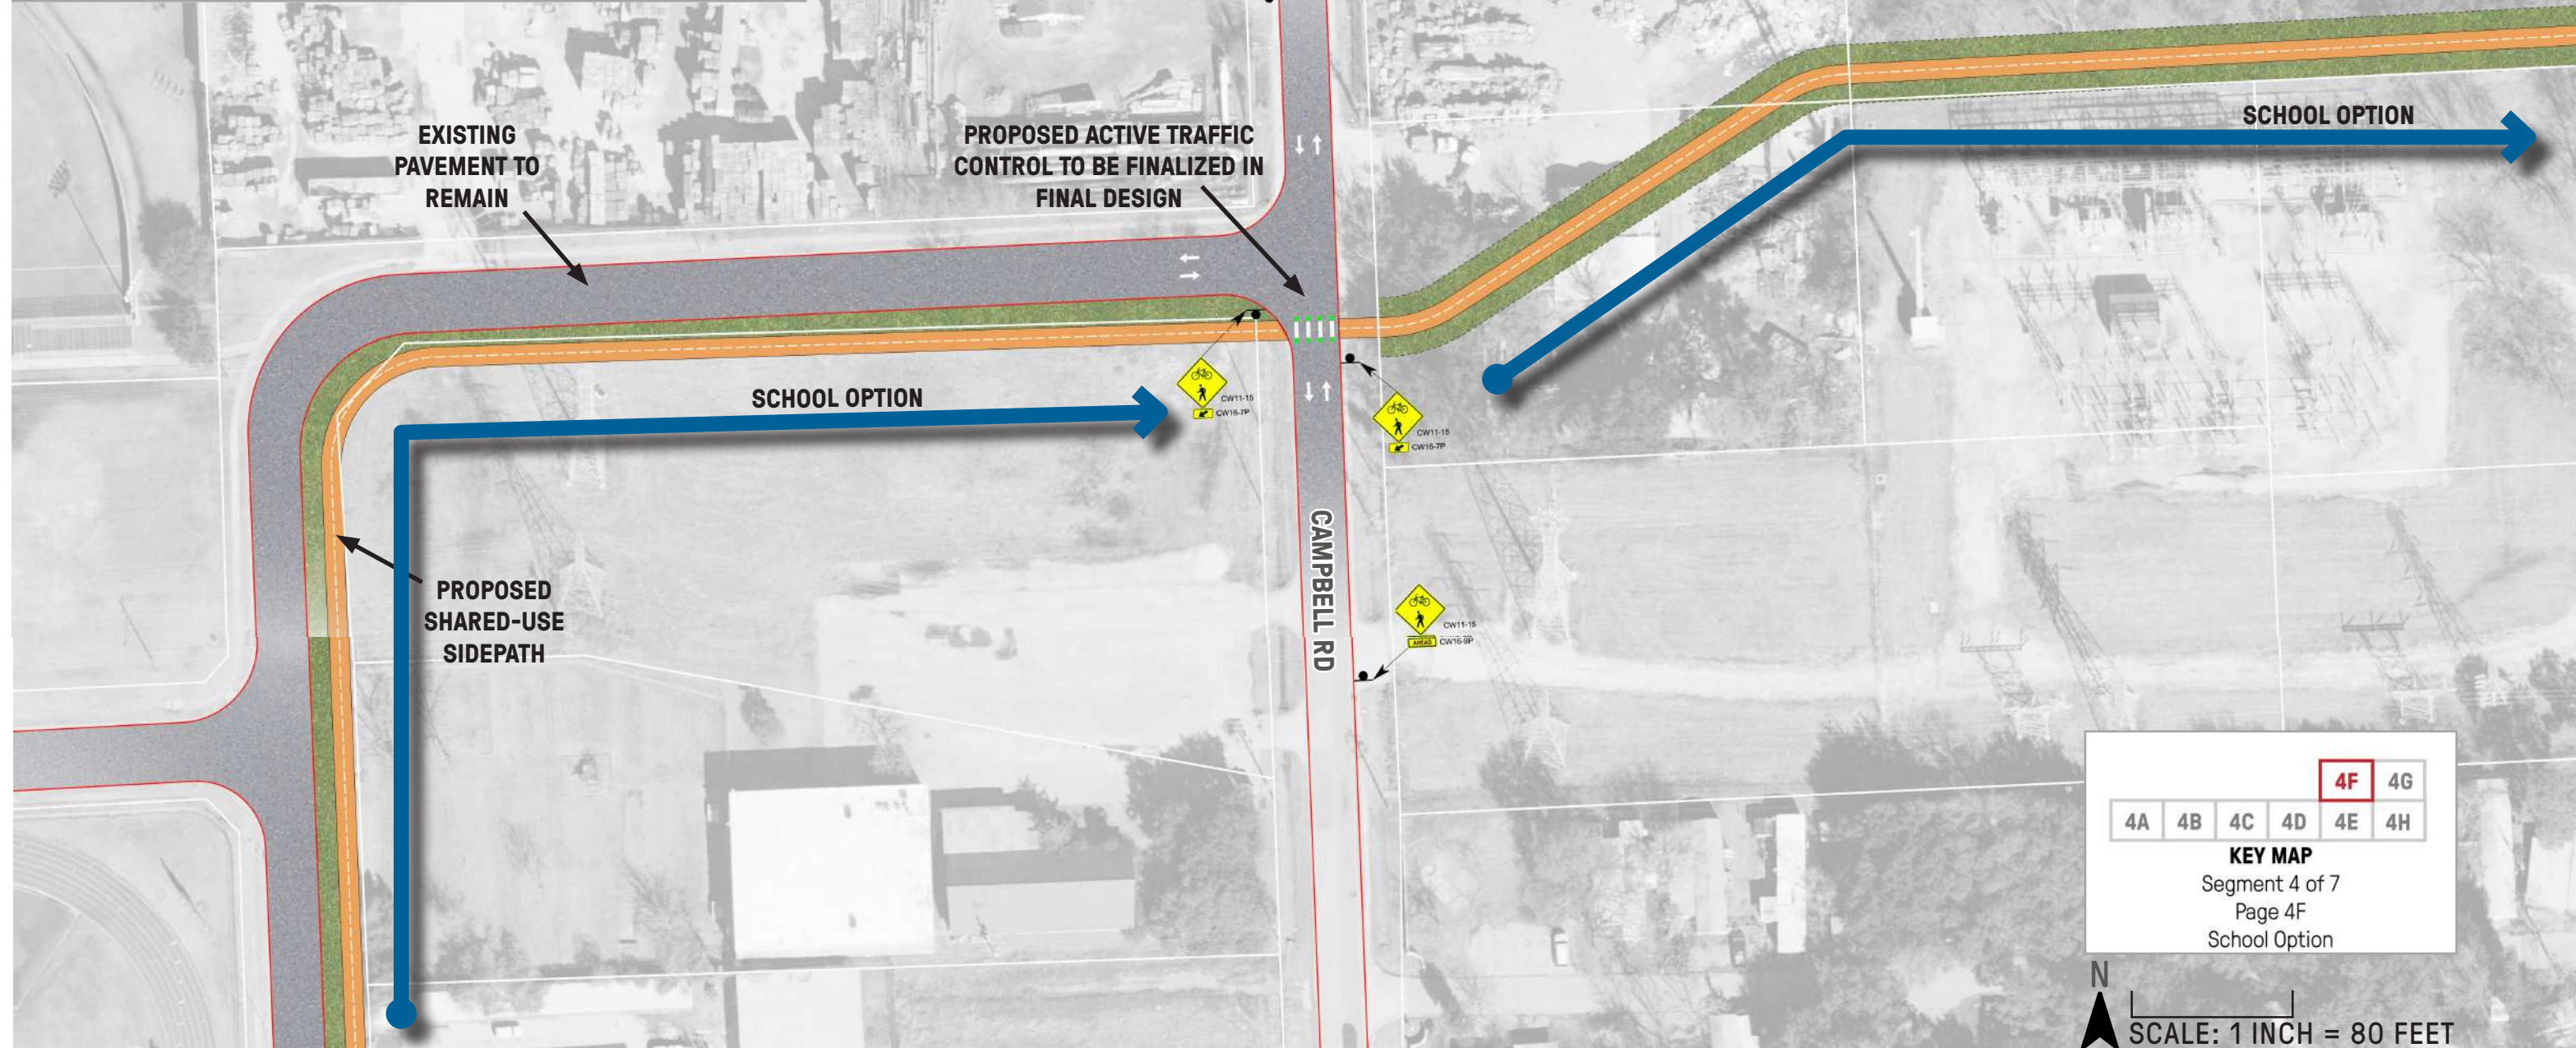 EXISTING
PAVEMENT TO
REMAIN
PROPOSED ACTIVE TRAFFIC
CONTROL TO BE FINALIZED IN
FINAL DESIGN
SCHOOL OPTION
SCHOOL OPTION
CW11-15
CW16-7P
CW11-15
CW16-7P
PROPOSED
SHARED-USE
SIDEPATH
CAMPBELL RD
CW11-15
AHEAD CW16-9P
4F 4G
4A 4B 4C 4D 4E 4H
KEY MAP
Segment 4 of 7
Page 4F
School Option
N
SCALE: 1 INCH = 80 FEET